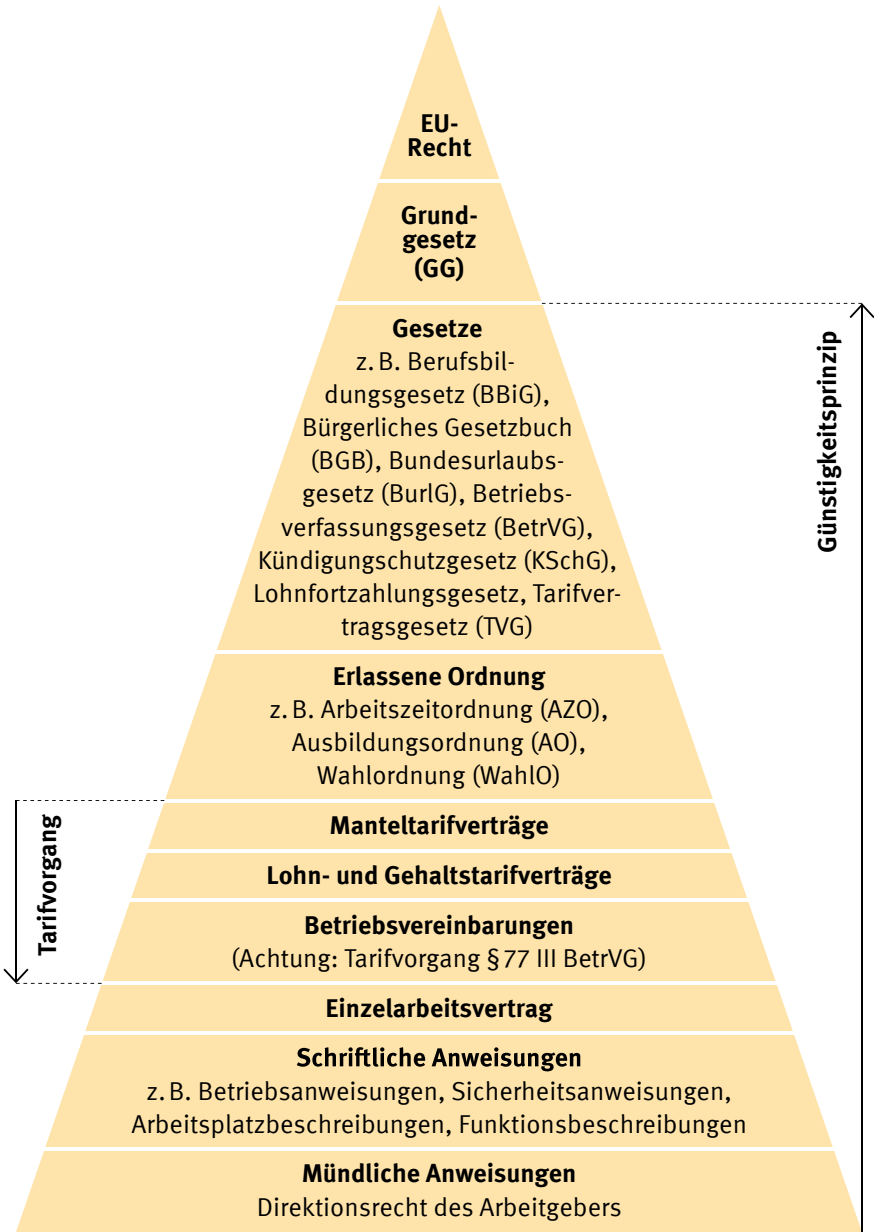 EU-
Recht
Grund-
gesetz
(GG)
Gesetze
z. B. Berufsbil-
dungsgesetz (BBiG),
Bürgerliches Gesetzbuch
(BGB), Bundesurlaubs-
gesetz (BurlG), Betriebs-
verfassungsgesetz (BetrVG),
Kündigungschutzgesetz (KSchG),
Lohnfortzahlungsgesetz, Tarifver-
tragsgesetz (TVG)
Günstigkeitsprinzip
Erlassene Ordnung
z. B. Arbeitszeitordnung (AZO),
Ausbildungsordnung (AO),
Wahlordnung (WahlO)
Tarifvorgang
Manteltarifverträge
Lohn- und Gehaltstarifverträge
Betriebsvereinbarungen
(Achtung: Tarifvorgang § 77 III BetrVG)
Einzelarbeitsvertrag
Schriftliche Anweisungen
z. B. Betriebsanweisungen, Sicherheitsanweisungen,
Arbeitsplatzbeschreibungen, Funktionsbeschreibungen
Mündliche Anweisungen
Direktionsrecht des Arbeitgebers